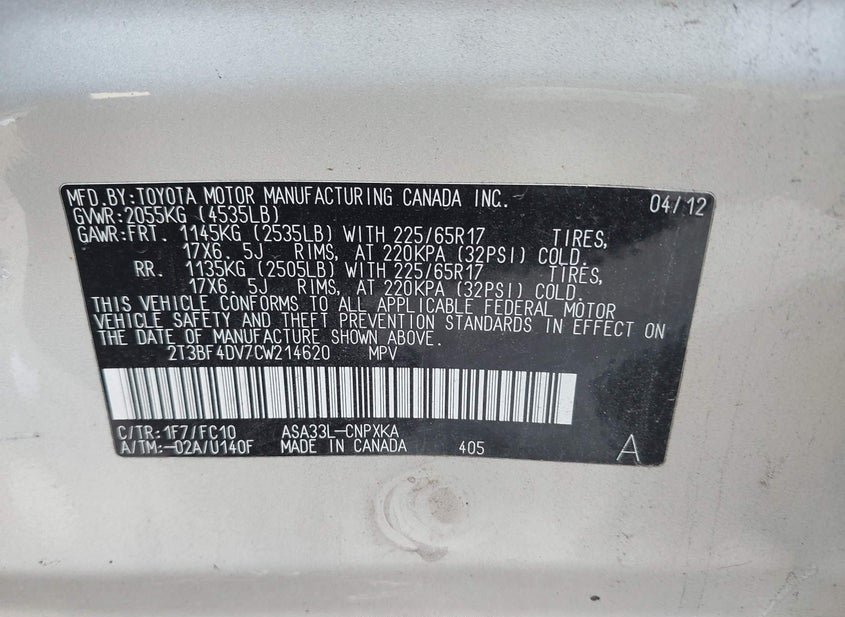 MFD.BY:TOYOTA MOTOR MANUFACTURING CANADA INC. 04/12
GVWR:2055KG (4535LB)
GAWR:FRT. 1145KG (2535LB) WITH 225/65R17 TIRES,
17X6. 5J RIMS, AT 220KPA (32PSI) COLD.
RR. 1135KG (2505LB) WITH 225/65R17 TIRES,
17X6. 5J RIMS, AT 220KPA (32PSI) COLD.
THIS VEHICLE CONFORMS TO ALL APPLICABLE FEDERAL MOTOR
VEHICLE SAFETY AND THEFT PREVENTION STANDARDS IN EFFECT ON
THE DATE OF MANUFACTURE SHOWN ABOVE.
2T3BF4DV7CW214620 MPV
C/TR:1F7/FC10 ASA33L-CNPXKA
A/TM:-02A/U140F MADE IN CANADA 405 A